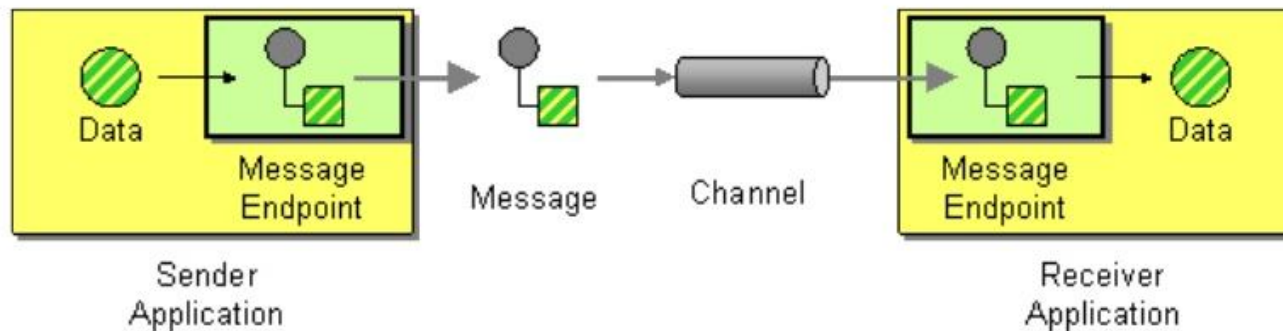 Data
Message
Endpoint
Message
Channel
Message
Endpoint
Data
Sender
Application
Receiver
Application